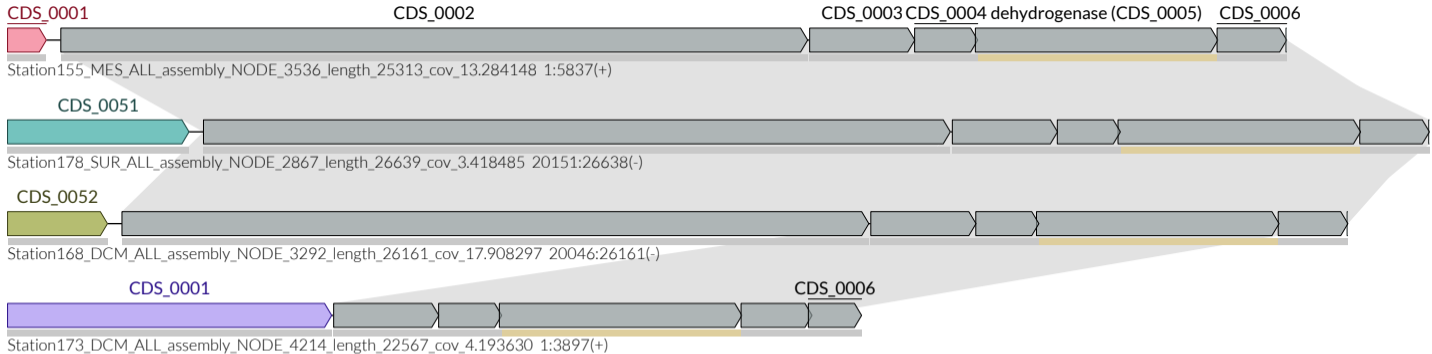 CDS_0001 CDS_0002 CDS_0003 CDS_0004 dehydrogenase (CDS_0005) CDS_0006
Station155_MES_ALL_assembly_NODE_3536_length_25313_cov_13.284148 1:5837(+)
CDS_0051
Station178_SUR_ALL_assembly_NODE_2867_length_26639_cov_3.418485 20151:26638(-)
CDS_0052
Station168_DCM_ALL_assembly_NODE_3292_length_26161_cov_17.908297 20046:26161(-)
CDS_0001 CDS_0006
Station173_DCM_ALL_assembly_NODE_4214_length_22567_cov_4.193630 1:3897(+)